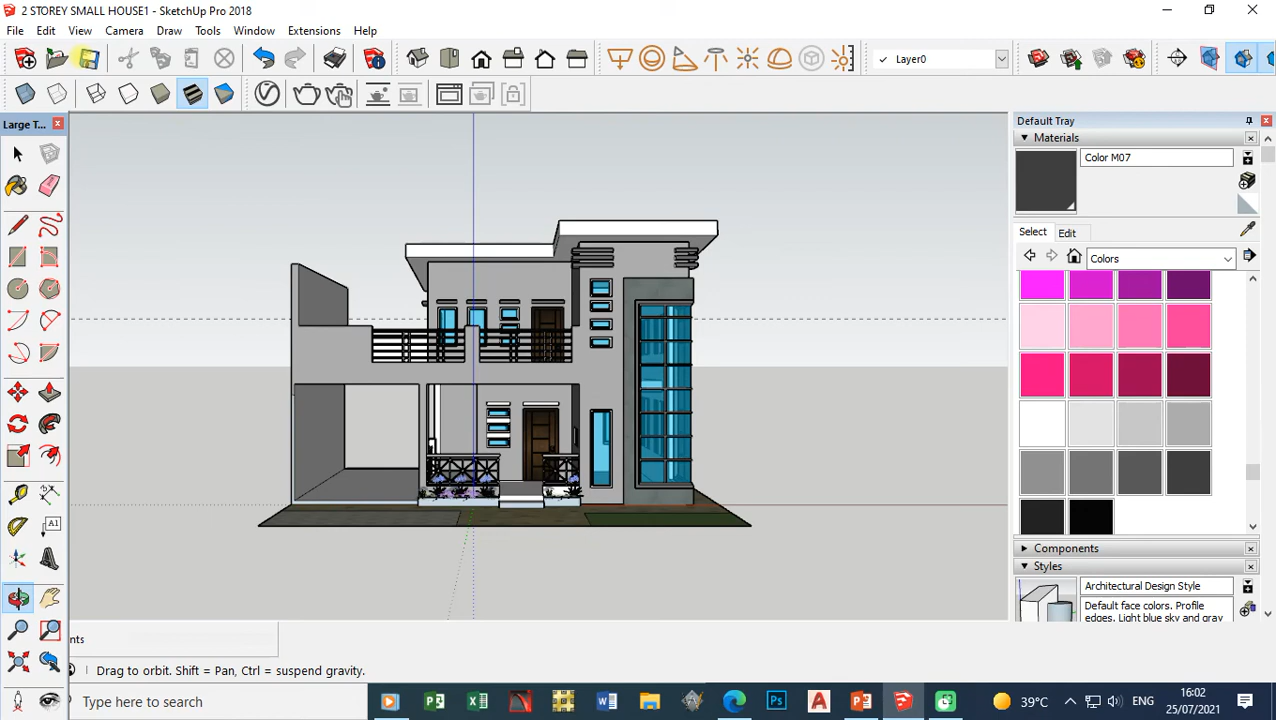 2 STOREY SMALL HOUSE1 - SketchUp Pro 2018
File Edit View Camera Draw Tools Window Extensions Help
Layer0
Large T...
Default Tray
Materials
Color M07
Select Edit
Colors
Components
Styles
Architectural Design Style
Default face colors. Profile
edges. Light blue sky and gray
A1
nts
Drag to orbit. Shift = Pan, Ctrl = suspend gravity.
Type here to search
39°C
ENG
16:02
25/07/2021